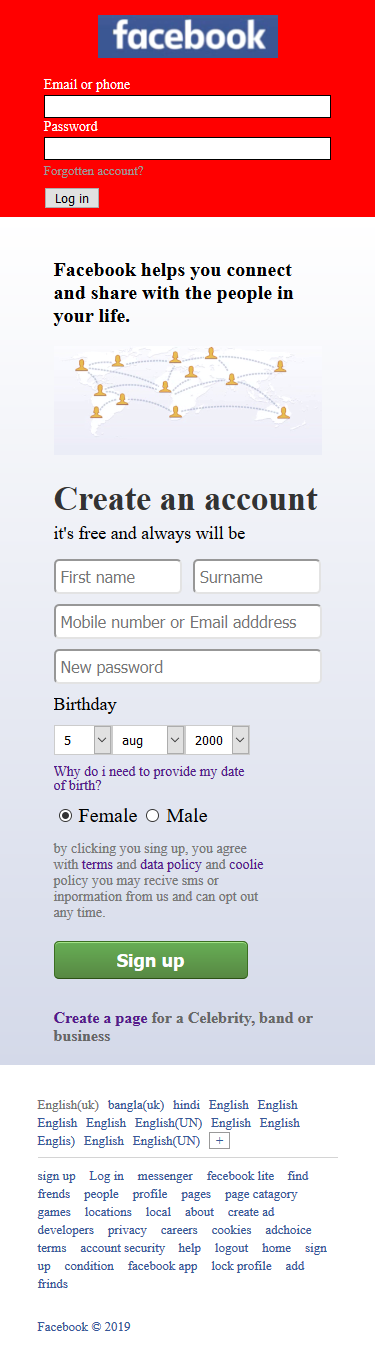 facebook
Email or phone
Password
Forgotten account?
Log in
Facebook helps you connect
and share with the people in
your life.
Create an account
it's free and always will be
First name Surname
Mobile number or Email adddress
New password
Birthday
5 aug 2000
Why do i need to provide my date
of birth?
Female Male
by clicking you sing up, you agree
with terms and data policy and coolie
policy you may recive sms or
inpormation from us and can opt out
any time.
Sign up
Create a page for a Celebrity, band or
business
English(uk) bangla(uk) hindi English English
English English English(UN) English English
Englis) English English(UN) +
sign up Log in messenger fecebook lite find
frends people profile pages page catagory
games locations local about create ad
developers privacy careers cookies adchoice
terms account security help logout home sign
up condition facebook app lock profile add
frinds
Facebook © 2019